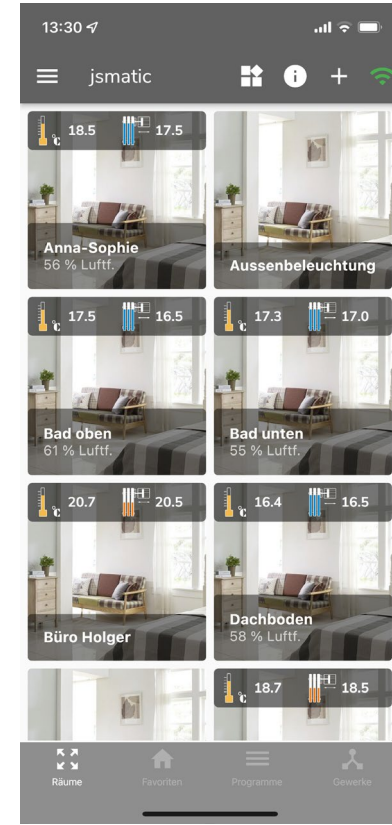 13:30
jsmatic
°C 18.5 17.5
Anna-Sophie
56 % Luftf.
Aussenbeleuchtung
°C 17.5 16.5
°C 17.3 17.0
Bad oben
61 % Luftf.
Bad unten
55 % Luftf.
°C 20.7 20.5
°C 16.4 16.5
Büro Holger
Dachboden
58 % Luftf.
°C 18.7 18.5
Räume
Favoriten
Programme
Gewerke